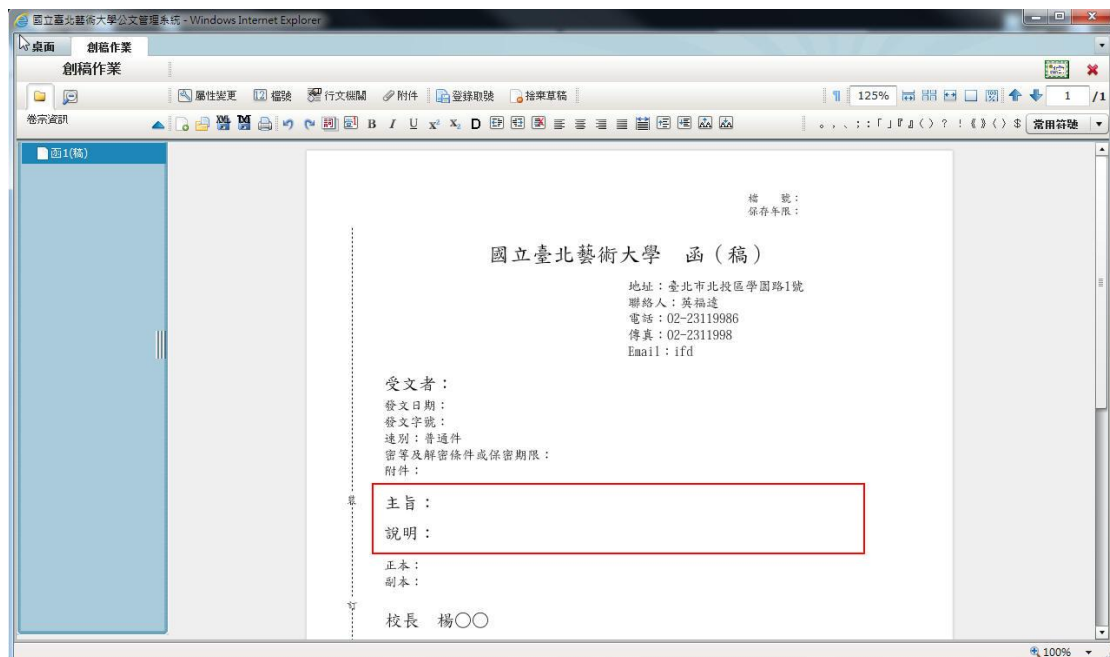 國立臺北藝術大學公文管理系統 - Windows Internet Explorer
桌面 創稿作業
創稿作業
屬性變更 檔號 行文機關 附件 登錄取號 捨棄草稿 125% 1 /1
卷宗資訊 B I U X² X₂ D 。,、;:「」『』()?!《》〈〉$ 常用符號
函1(稿)
檔 號:
保存年限:
國立臺北藝術大學 函(稿)
地址:臺北市北投區學園路1號
聯絡人:英福達
電話:02-23119986
傳真:02-2311998
Email:ifd
受文者:
發文日期:
發文字號:
速別:普通件
密等及解密條件或保密期限:
附件:
裝
主旨:
說明:
正本:
副本:
訂
校長 楊〇〇
100%